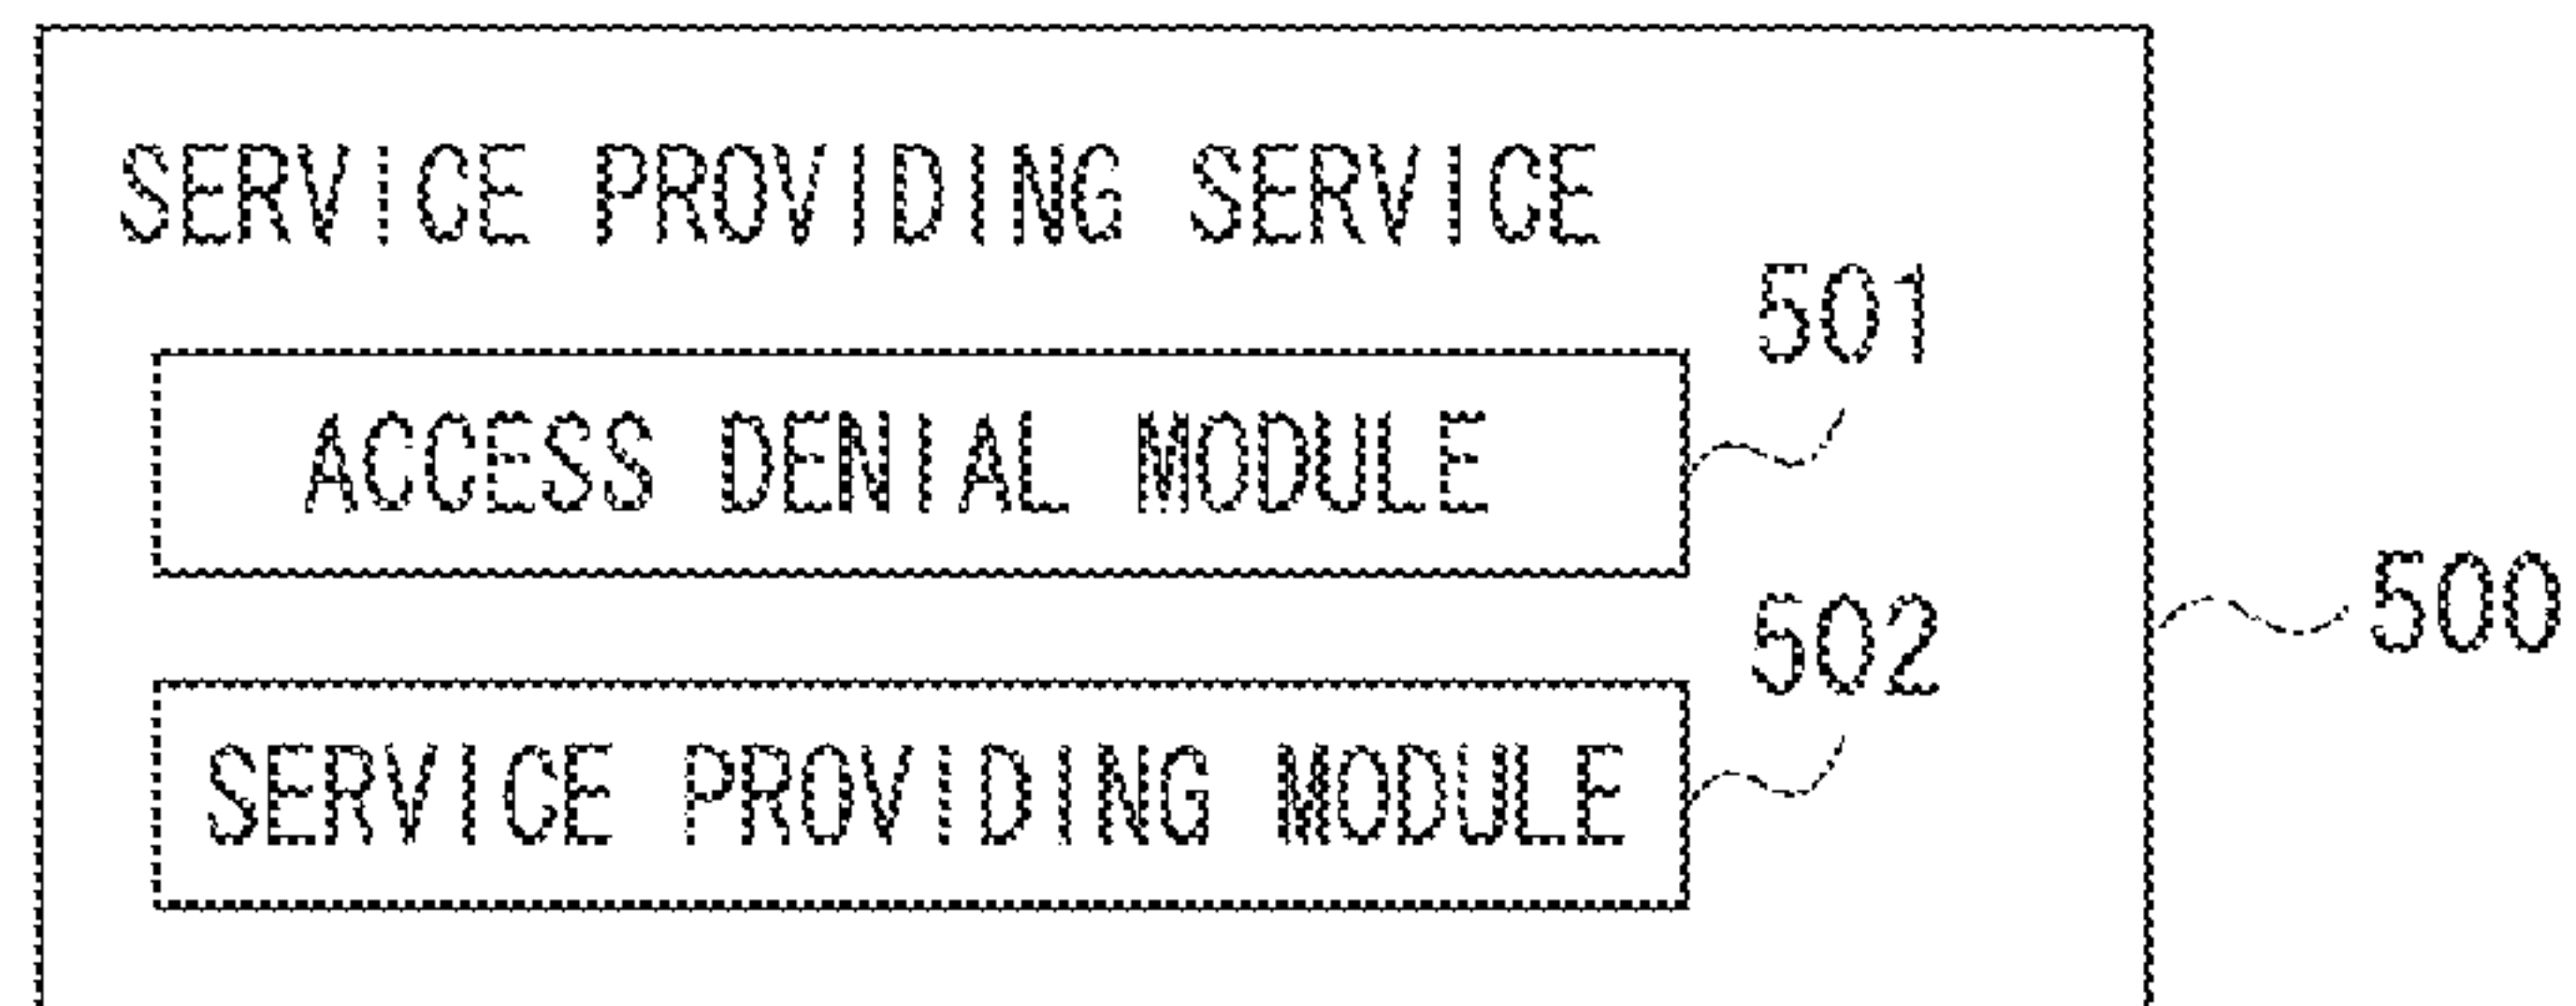 SERVICE PROVIDING SERVICE
501
ACCESS DENIAL MODULE
500
502
SERVICE PROVIDING MODULE